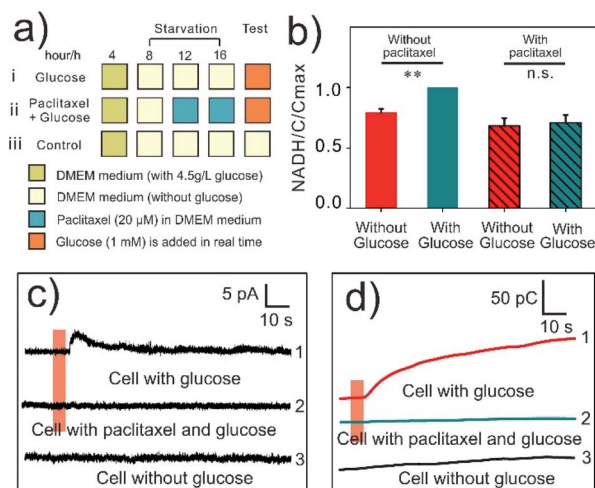 a)
Starvation Test
hour/h 4 8 12 16
i Glucose
ii Paclitaxel
+ Glucose
iii Control
DMEM medium (with 4.5g/L glucose)
DMEM medium (without glucose)
Paclitaxel (20 μM) in DMEM medium
Glucose (1 mM) is added in real time
b)
Without
paclitaxel
With
paclitaxel
** n.s.
NADH/C/Cmax
1.0
0.5
0.0
Without
Glucose
With
Glucose
Without
Glucose
With
Glucose
c)
5 pA
10 s
1
Cell with glucose
2
Cell with paclitaxel and glucose
3
Cell without glucose
d)
50 pC
10 s
1
Cell with glucose
2
Cell with paclitaxel and glucose
3
Cell without glucose